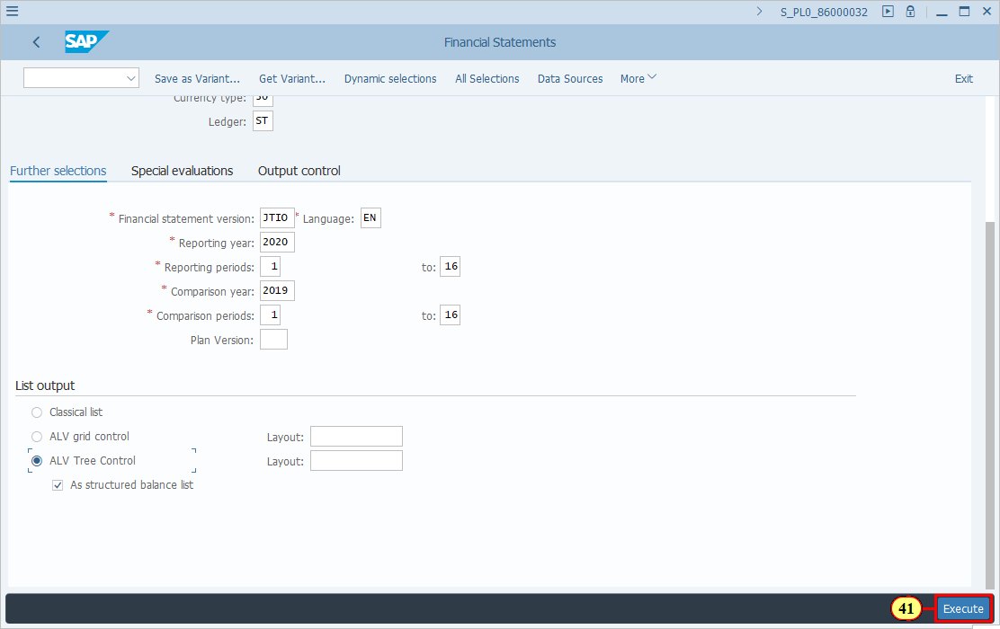 S_PL0_86000032
SAP
Financial Statements
Save as Variant... Get Variant... Dynamic selections All Selections Data Sources More Exit
Currency type: 30
Ledger: ST
Further selections Special evaluations Output control
* Financial statement version: JTIO * Language: EN
* Reporting year: 2020
* Reporting periods: 1 to: 16
* Comparison year: 2019
* Comparison periods: 1 to: 16
Plan Version:
List output
Classical list
ALV grid control Layout:
ALV Tree Control Layout:
As structured balance list
41 Execute